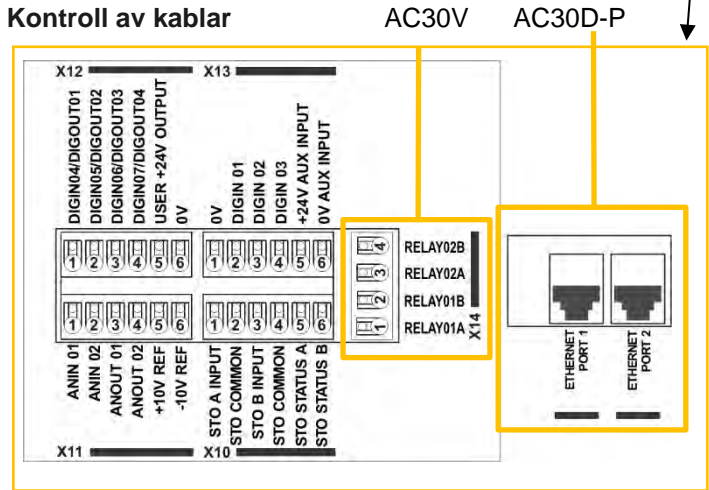 Kontroll av kablar AC30V AC30D-P
X12 X13
DIGIN04/DIGOUT01
DIGIN05/DIGOUT02
DIGIN06/DIGOUT03
DIGIN07/DIGOUT04
USER +24V OUTPUT
0V
0V
DIGIN 01
DIGIN 02
DIGIN 03
+24V AUX INPUT
0V AUX INPUT
1 2 3 4 5 6 1 2 3 4 5 6
4 RELAY02B
3 RELAY02A
2 RELAY01B
1 RELAY01A
X14
1 2 3 4 5 6 1 2 3 4 5 6
ANIN 01
ANIN 02
ANOUT 01
ANOUT 02
+10V REF
-10V REF
STO A INPUT
STO COMMON
STO B INPUT
STO COMMON
STO STATUS A
STO STATUS B
X11 X10
ETHERNET
PORT 1
ETHERNET
PORT 2